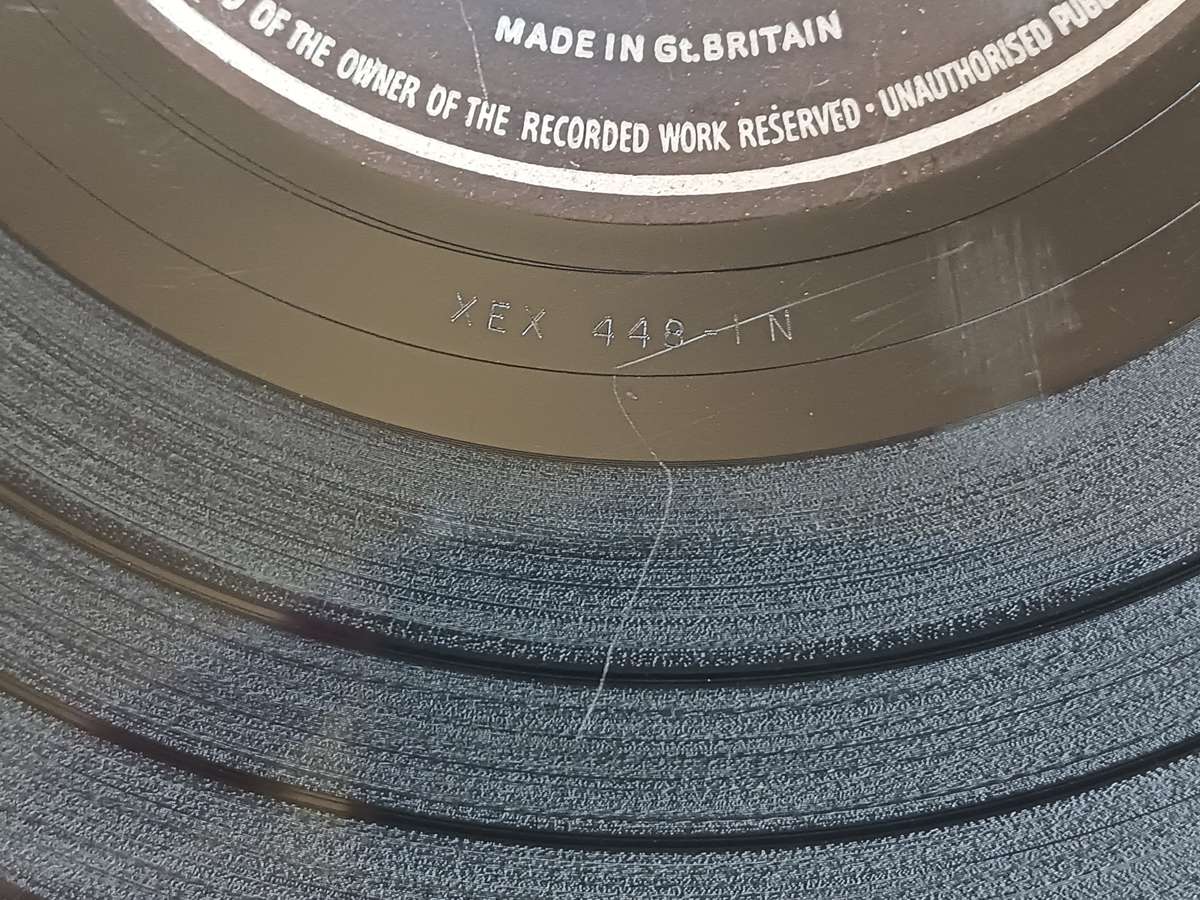 MADE IN Gt. BRITAIN
OF THE OWNER OF THE RECORDED WORK RESERVED · UNAUTHORISED
XEX 448-1N